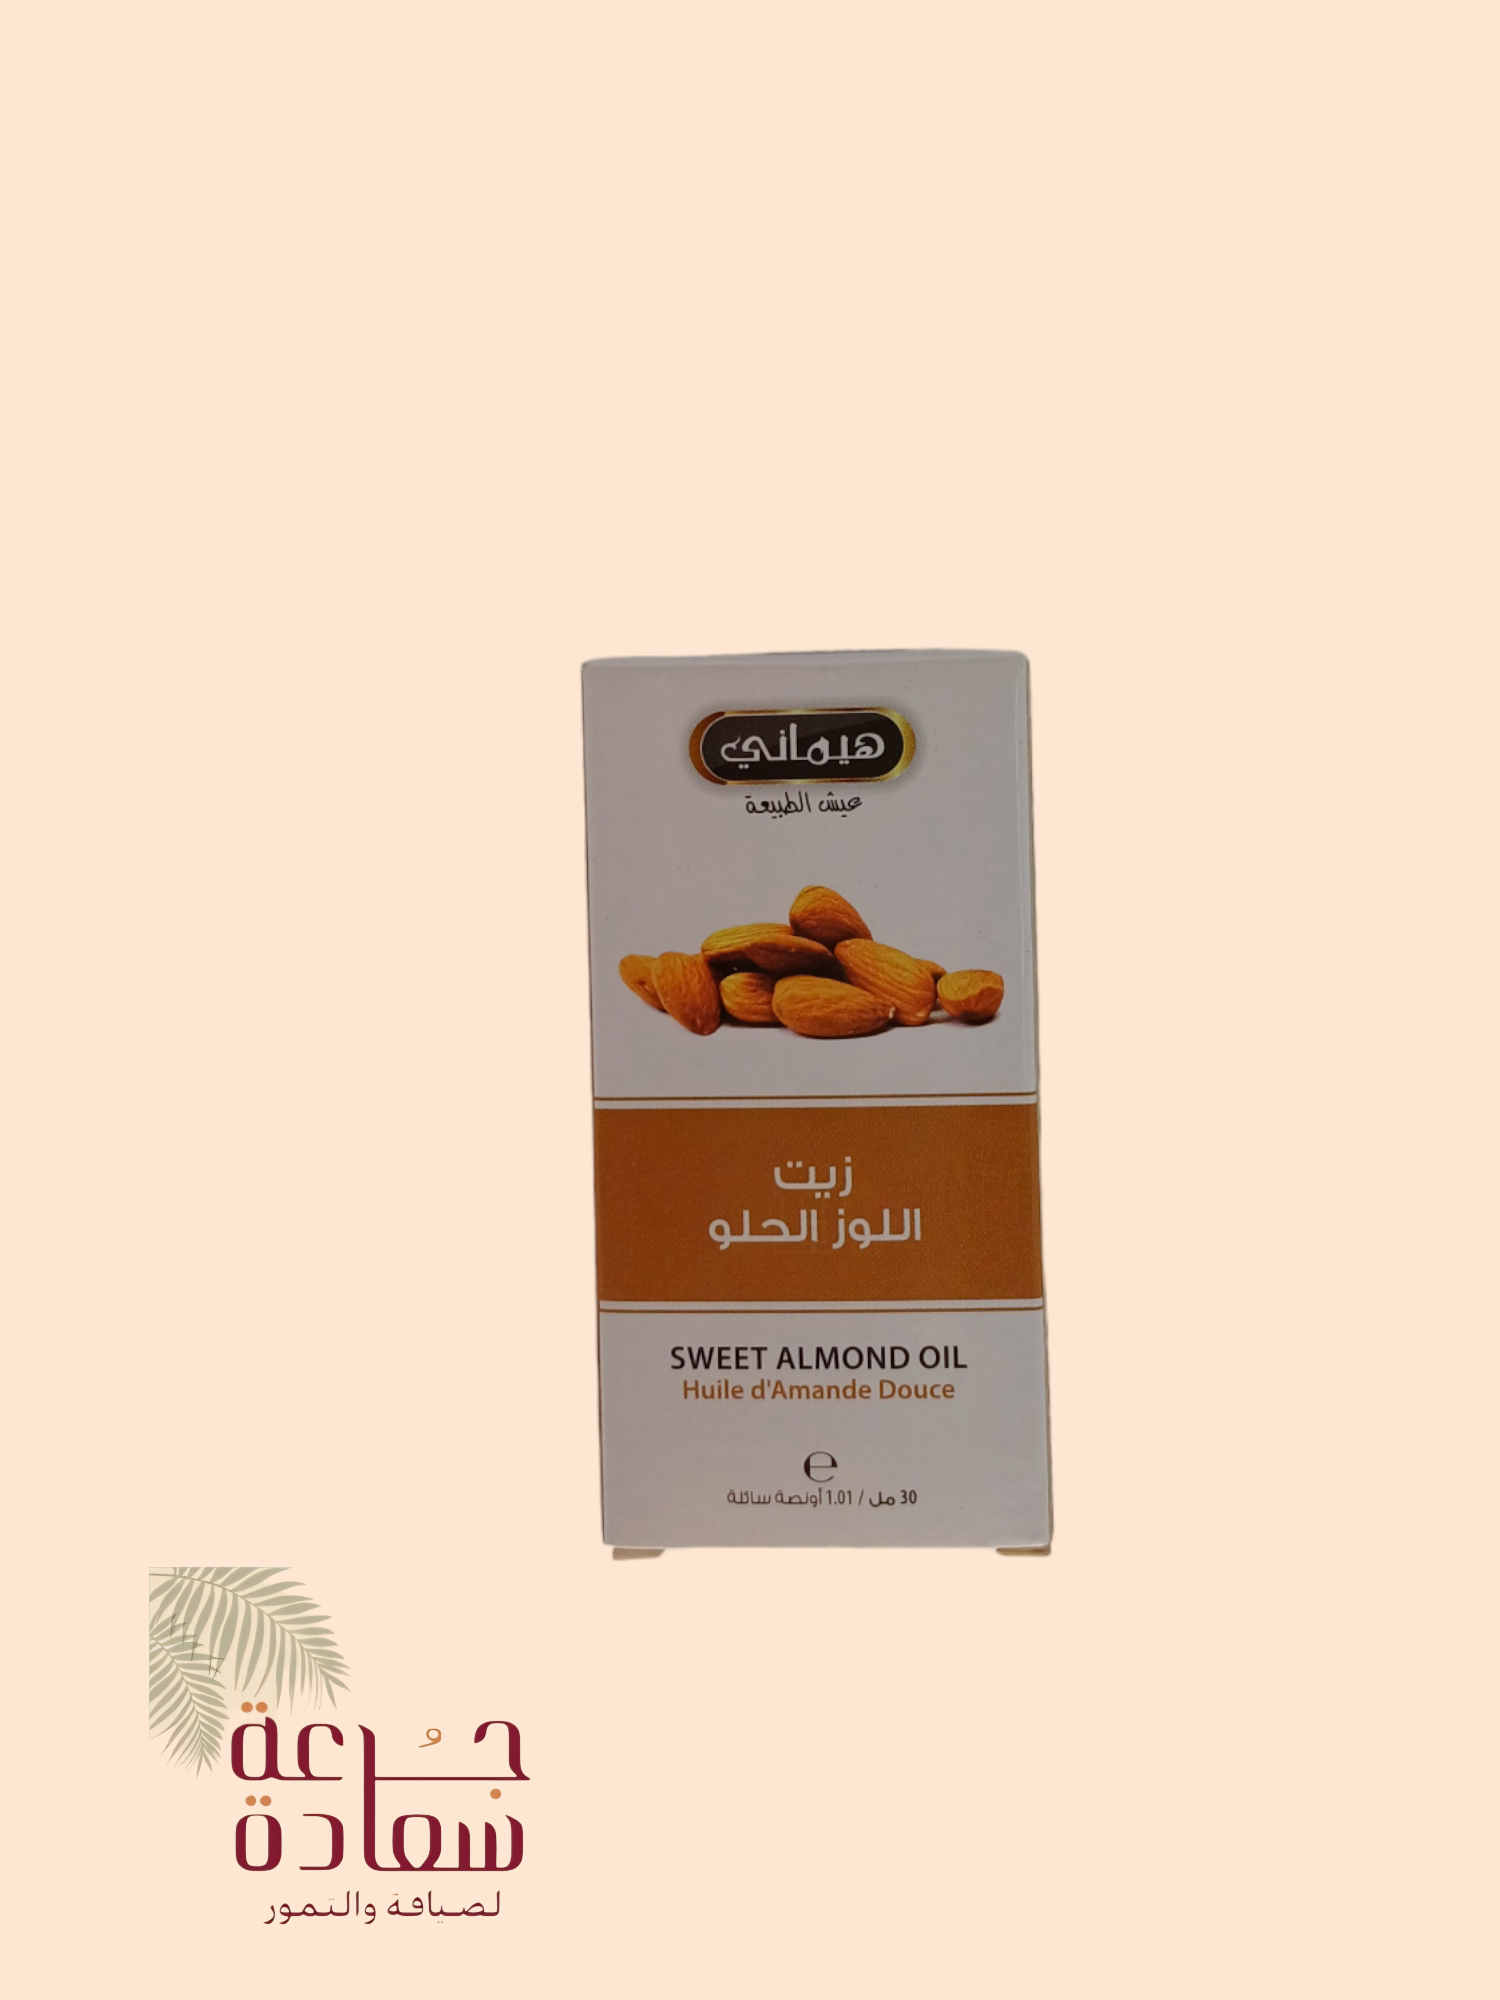 هيماني
عيش الطبيعة
زيت
اللوز الحلو
SWEET ALMOND OIL
Huile d'Amande Douce
℮
30 مل / 1.01 أونصة سائلة
جُرعة
سعادة
لضيافة والتمور